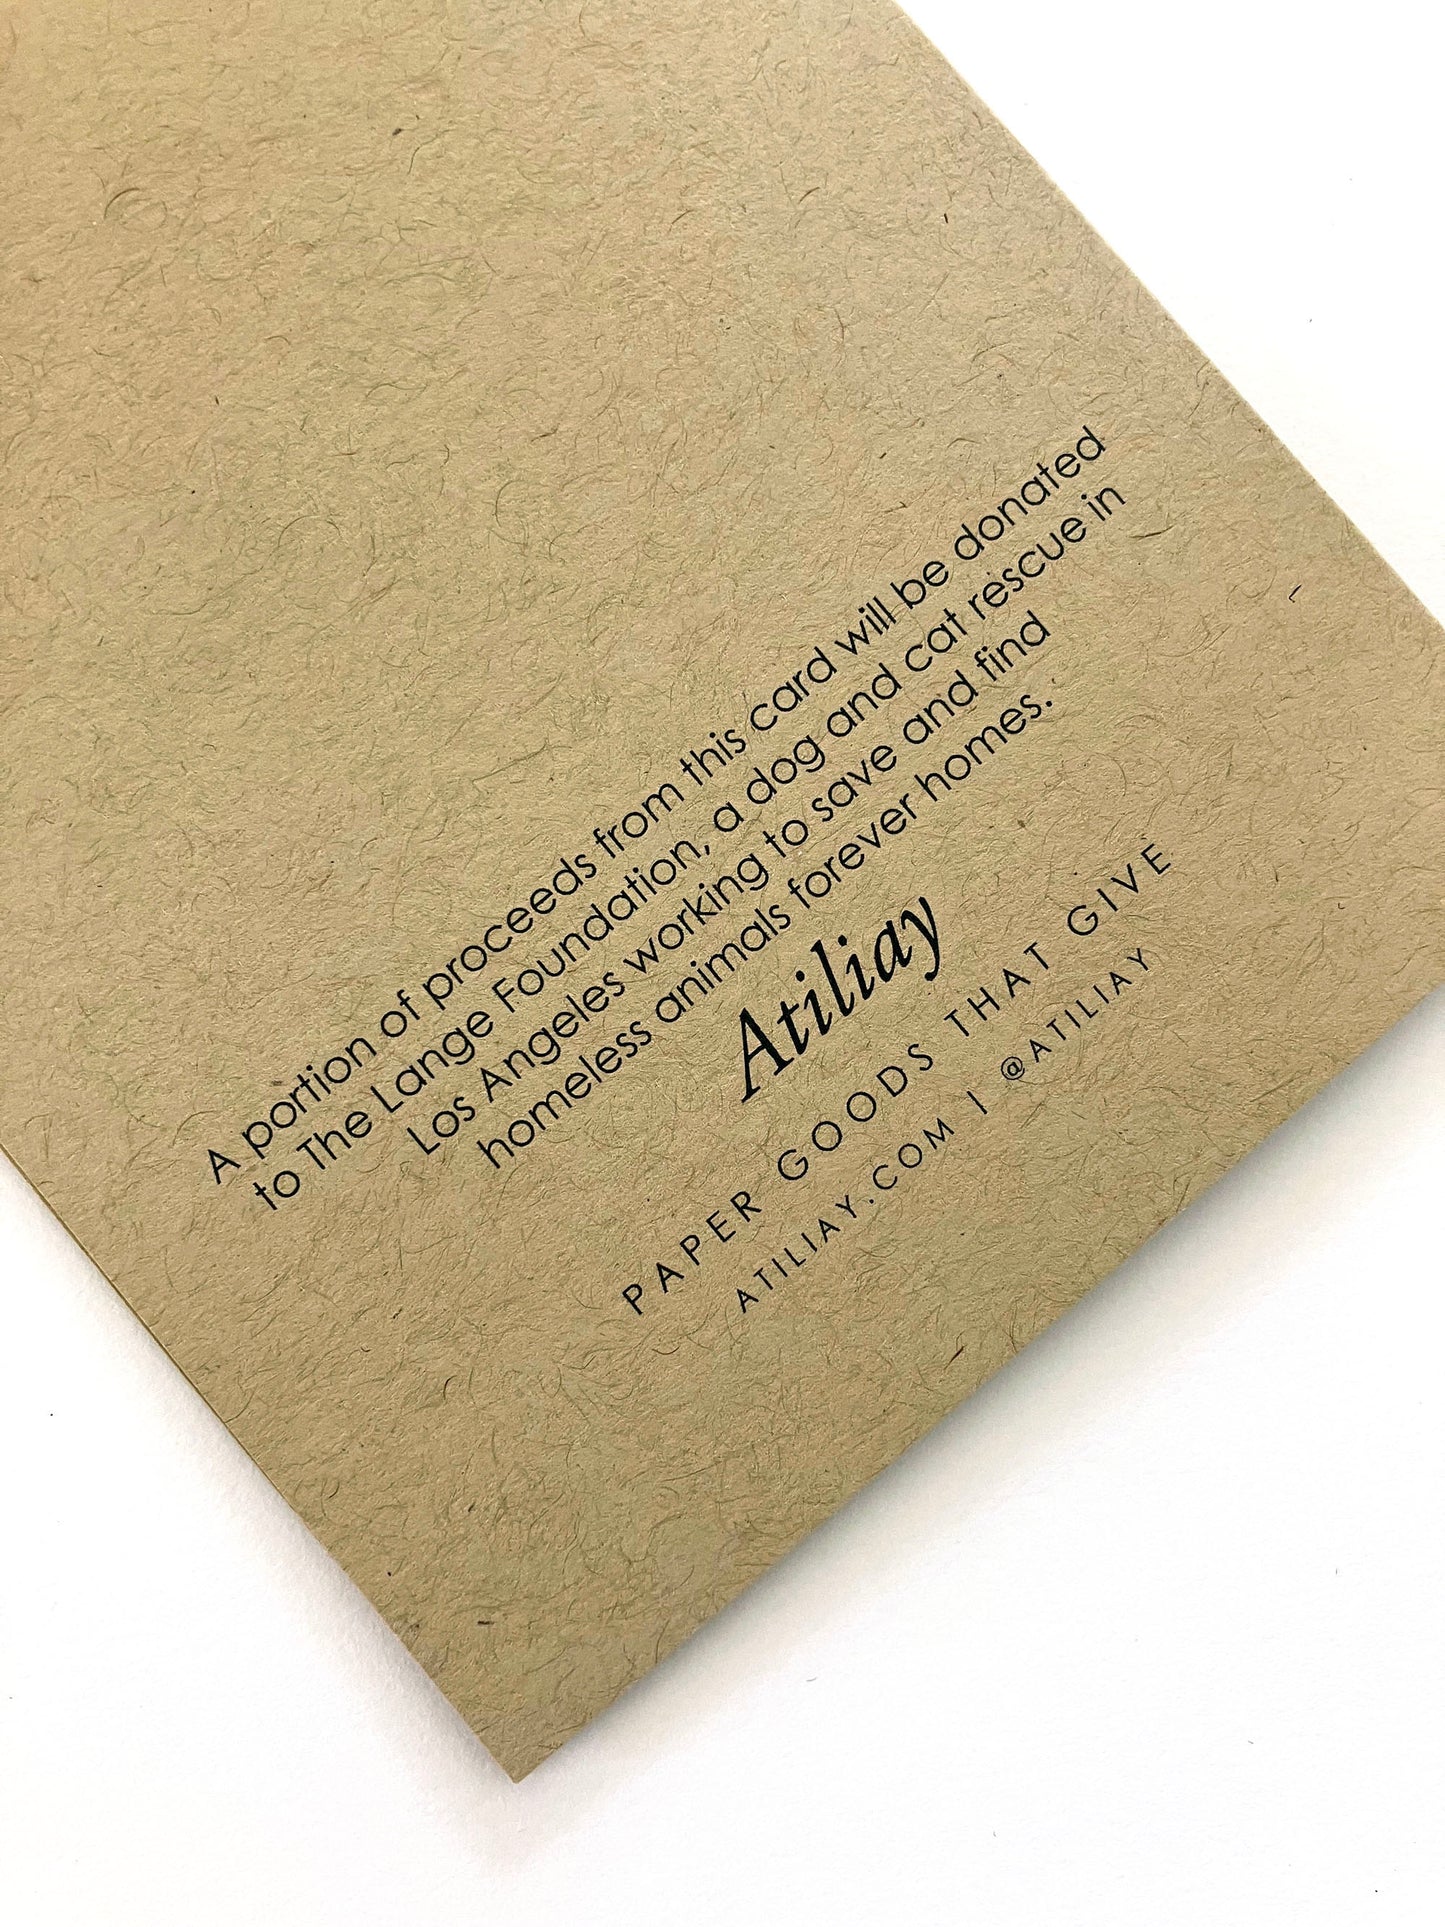 A portion of proceeds from this card will be donated
to The Lange Foundation, a dog and cat rescue in
Los Angeles working to save and find
homeless animals forever homes.
Atiliay
PAPER GOODS THAT GIVE
ATILIAY.COM | @ATILIAY